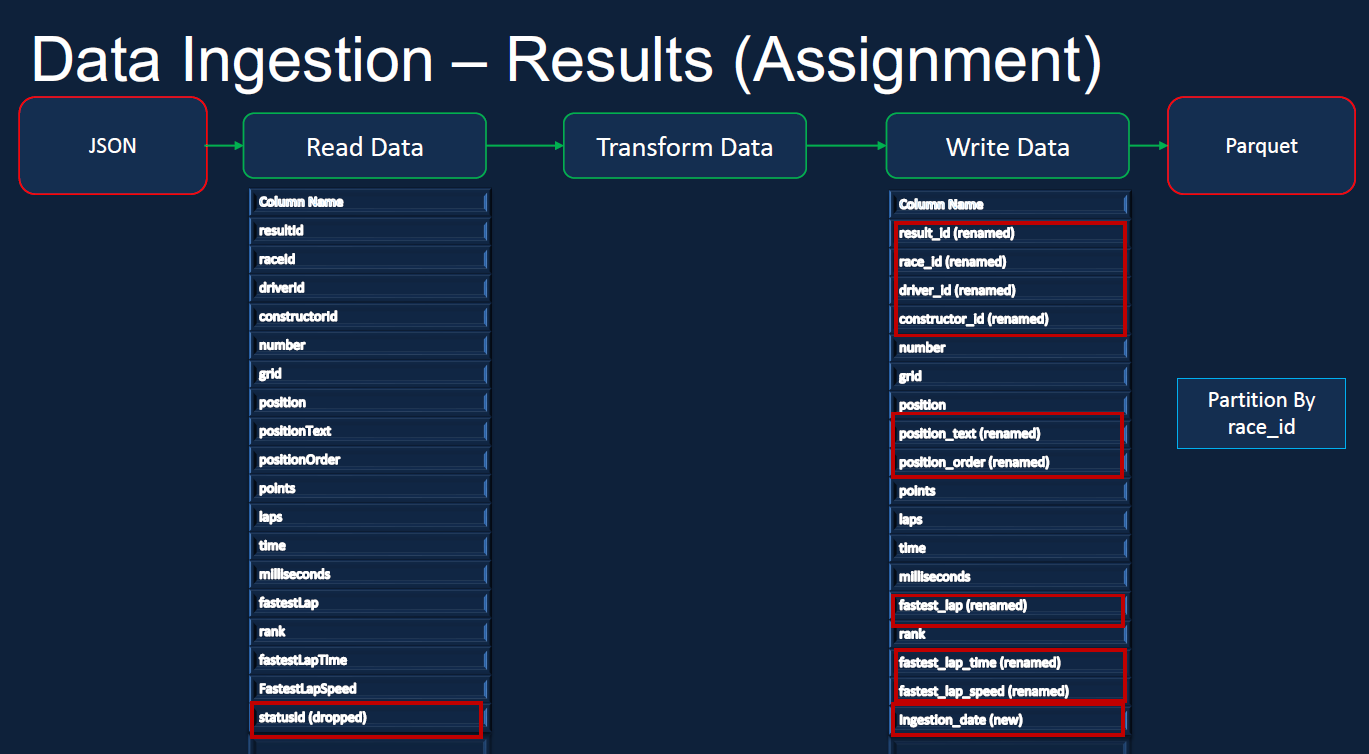 Data Ingestion – Results (Assignment)
JSON
Read Data
Transform Data
Write Data
Parquet
Column Name
resultId
raceId
driverId
constructorId
number
grid
position
positionText
positionOrder
points
laps
time
milliseconds
fastestLap
rank
fastestLapTime
FastestLapSpeed
statusId (dropped)
Column Name
result_id (renamed)
race_id (renamed)
driver_id (renamed)
constructor_id (renamed)
number
grid
position
position_text (renamed)
position_order (renamed)
points
laps
time
milliseconds
fastest_lap (renamed)
rank
fastest_lap_time (renamed)
fastest_lap_speed (renamed)
ingestion_date (new)
Partition By
race_id